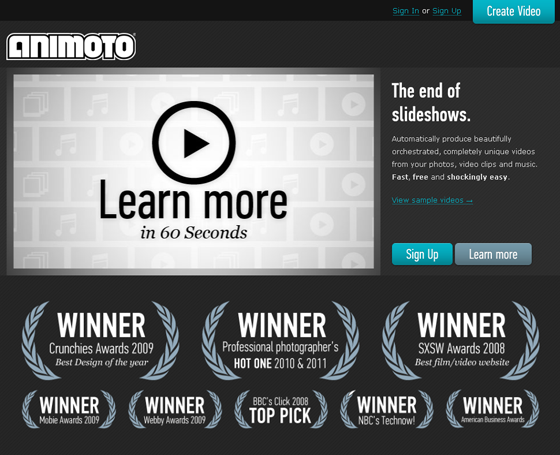 Sign In or Sign Up
Create Video
ANIMOTO®
Learn more
in 60 Seconds
The end of
slideshows.
Automatically produce beautifully
orchestrated, completely unique videos
from your photos, video clips and music.
Fast, free and shockingly easy.
View sample videos →
Sign Up
Learn more
WINNER
Crunchies Awards 2009
Best Design of the year
WINNER
Professional photographer's
HOT ONE 2010 & 2011
WINNER
SXSW Awards 2008
Best film/video website
WINNER
Mobie Awards 2009
WINNER
Webby Awards 2009
BBC's Click 2008
TOP PICK
WINNER
NBC's Technow!
WINNER
American Business Awards